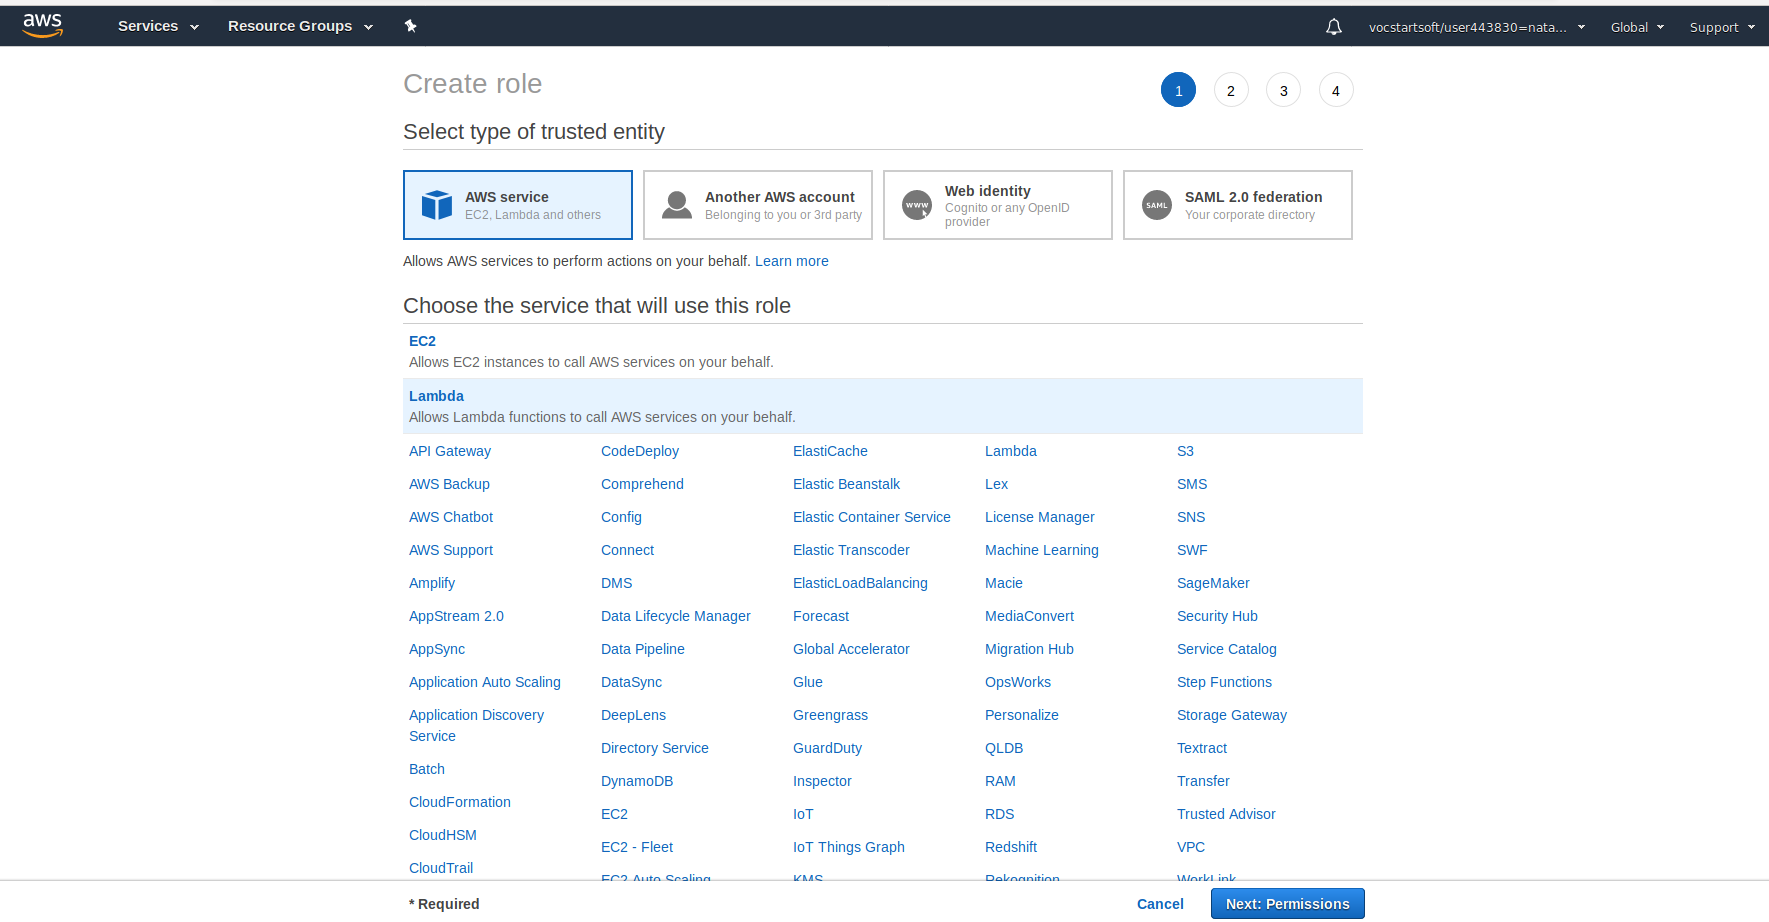 aws Services Resource Groups vocstartsoft/user443830=nata... Global Support
Create role
1 2 3 4
Select type of trusted entity
AWS service
EC2, Lambda and others
Another AWS account
Belonging to you or 3rd party
www
Web identity
Cognito or any OpenID
provider
SAML
SAML 2.0 federation
Your corporate directory
Allows AWS services to perform actions on your behalf. Learn more
Choose the service that will use this role
EC2
Allows EC2 instances to call AWS services on your behalf.
Lambda
Allows Lambda functions to call AWS services on your behalf.
API Gateway
AWS Backup
AWS Chatbot
AWS Support
Amplify
AppStream 2.0
AppSync
Application Auto Scaling
Application Discovery
Service
Batch
CloudFormation
CloudHSM
CloudTrail
CodeDeploy
Comprehend
Config
Connect
DMS
Data Lifecycle Manager
Data Pipeline
DataSync
DeepLens
Directory Service
DynamoDB
EC2
EC2 - Fleet
EC2 Auto Scaling
ElastiCache
Elastic Beanstalk
Elastic Container Service
Elastic Transcoder
ElasticLoadBalancing
Forecast
Global Accelerator
Glue
Greengrass
GuardDuty
Inspector
IoT
IoT Things Graph
KMS
Lambda
Lex
License Manager
Machine Learning
Macie
MediaConvert
Migration Hub
OpsWorks
Personalize
QLDB
RAM
RDS
Redshift
Rekognition
S3
SMS
SNS
SWF
SageMaker
Security Hub
Service Catalog
Step Functions
Storage Gateway
Textract
Transfer
Trusted Advisor
VPC
WorkLink
* Required
Cancel
Next: Permissions